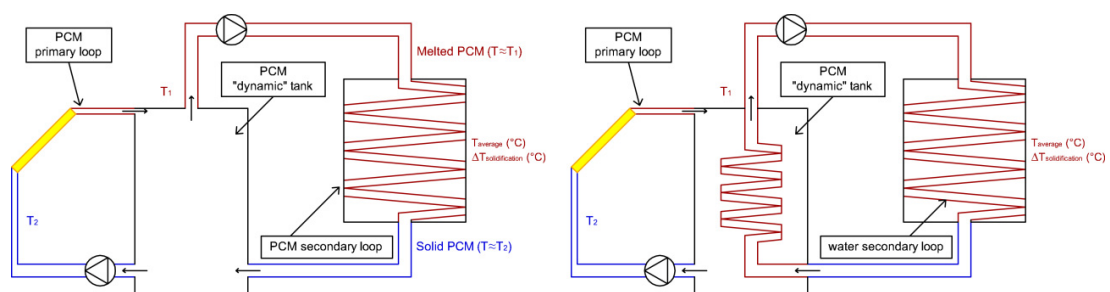 PCM
primary loop
T1
PCM
"dynamic" tank
Melted PCM (T≈T1)
Taverage (°C)
ΔTsolidification (°C)
T2
PCM secondary loop
Solid PCM (T≈T2)
PCM
primary loop
T1
PCM
"dynamic" tank
Taverage (°C)
ΔTsolidification (°C)
T2
water secondary loop